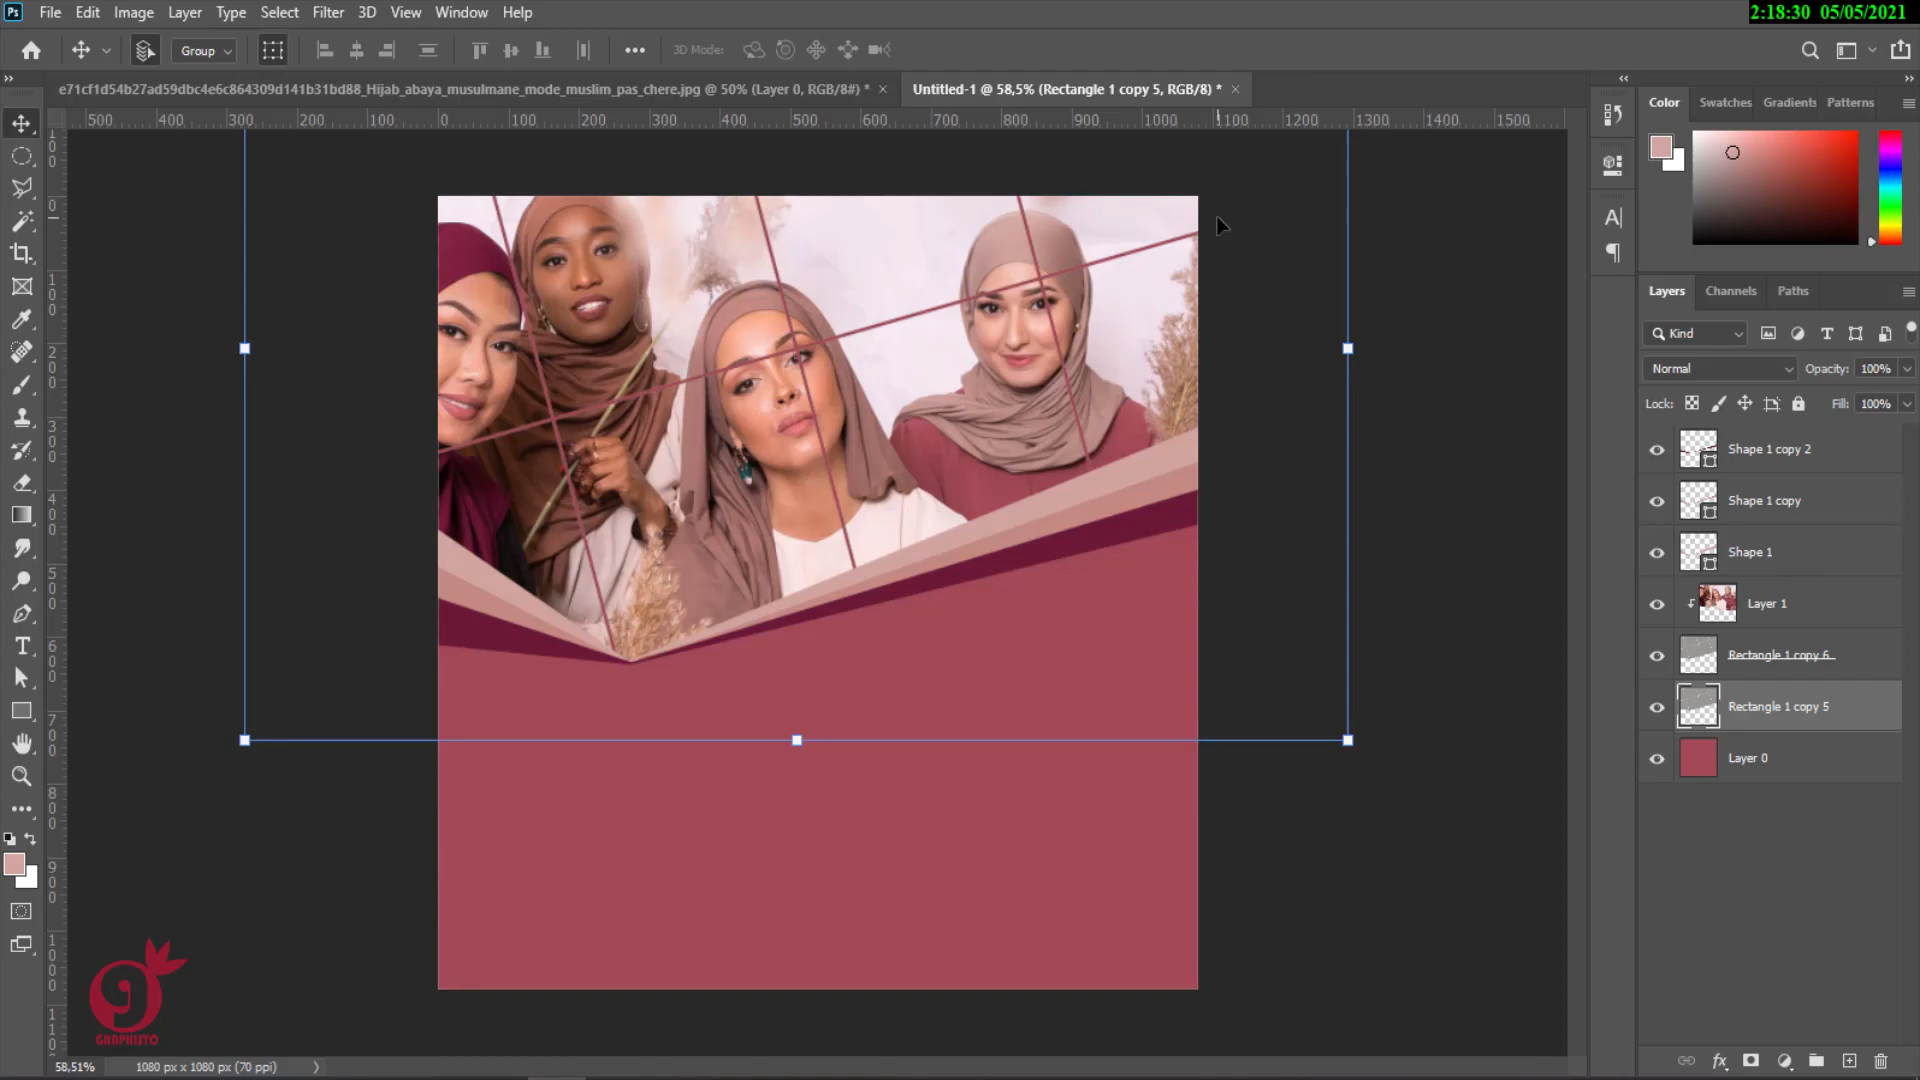 Ps File Edit Image Layer Type Select Filter 3D View Window Help
2:18:30 05/05/2021
Group 3D Mode:
e71cf1d54b27ad59dbc4e6c864309d141b31bd88_Hijab_abaya_musulmane_mode_muslim_pas_chere.jpg @ 50% (Layer 0, RGB/8#) *
Untitled-1 @ 58,5% (Rectangle 1 copy 5, RGB/8) *
500 400 300 200 100 0 100 200 300 400 500 600 700 800 900 1000 1100 1200 1300 1400 1500
Color Swatches Gradients Patterns
Layers Channels Paths
Kind
Normal Opacity: 100%
Lock: Fill: 100%
Shape 1 copy 2
Shape 1 copy
Shape 1
Layer 1
Rectangle 1 copy 6
Rectangle 1 copy 5
Layer 0
GRAPHISTO
58,51% 1080 px x 1080 px (70 ppi)